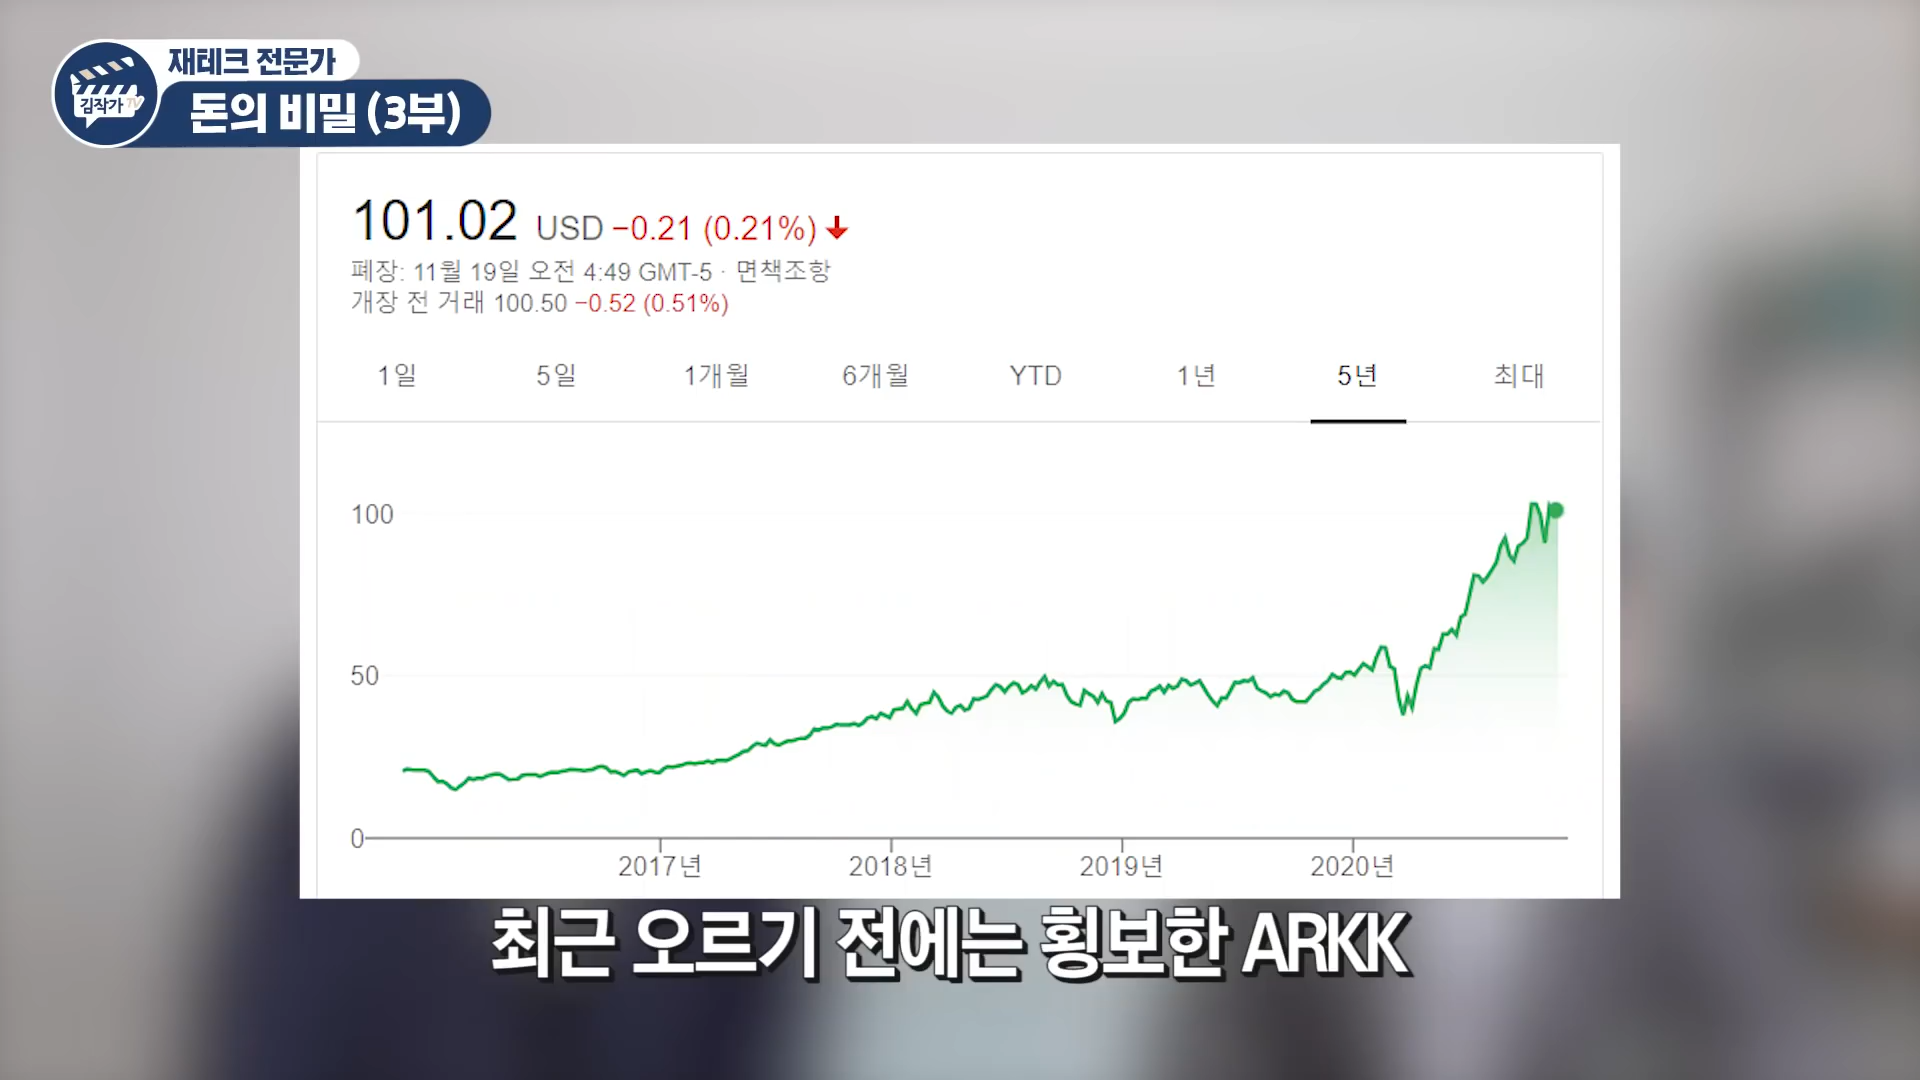 재테크 전문가
김작가 TV
돈의 비밀 (3부)
101.02 USD −0.21 (0.21%)
폐장: 11월 19일 오전 4:49 GMT-5 · 면책조항
개장 전 거래 100.50 −0.52 (0.51%)
1일 5일 1개월 6개월 YTD 1년 5년 최대
100
50
0
2017년 2018년 2019년 2020년
최근 오르기 전에는 횡보한 ARKK